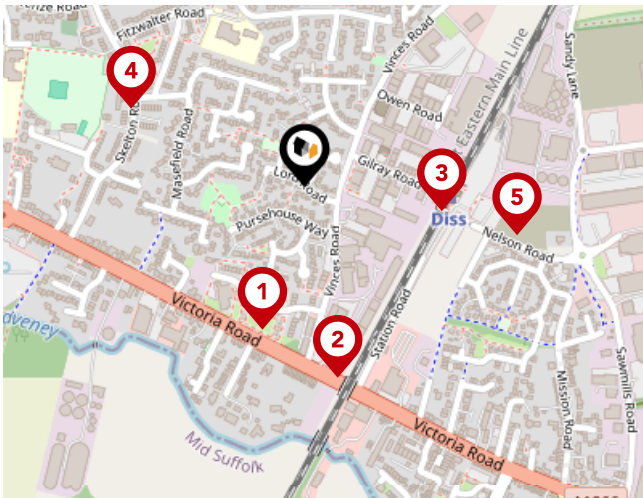 Fitzwalter Road
Vinces Road
Sandy Lane
Eastern Main Line
4
Owen Road
Skelton Ro
Masefield Road
Gilray Road
3
Road
5
Diss
Pursehouse Way
Nelson Road
Vinces Road
1
Victoria Road
2
Station Road
Mission Road
Sawmills Road
Mid Suffolk
Victoria Road